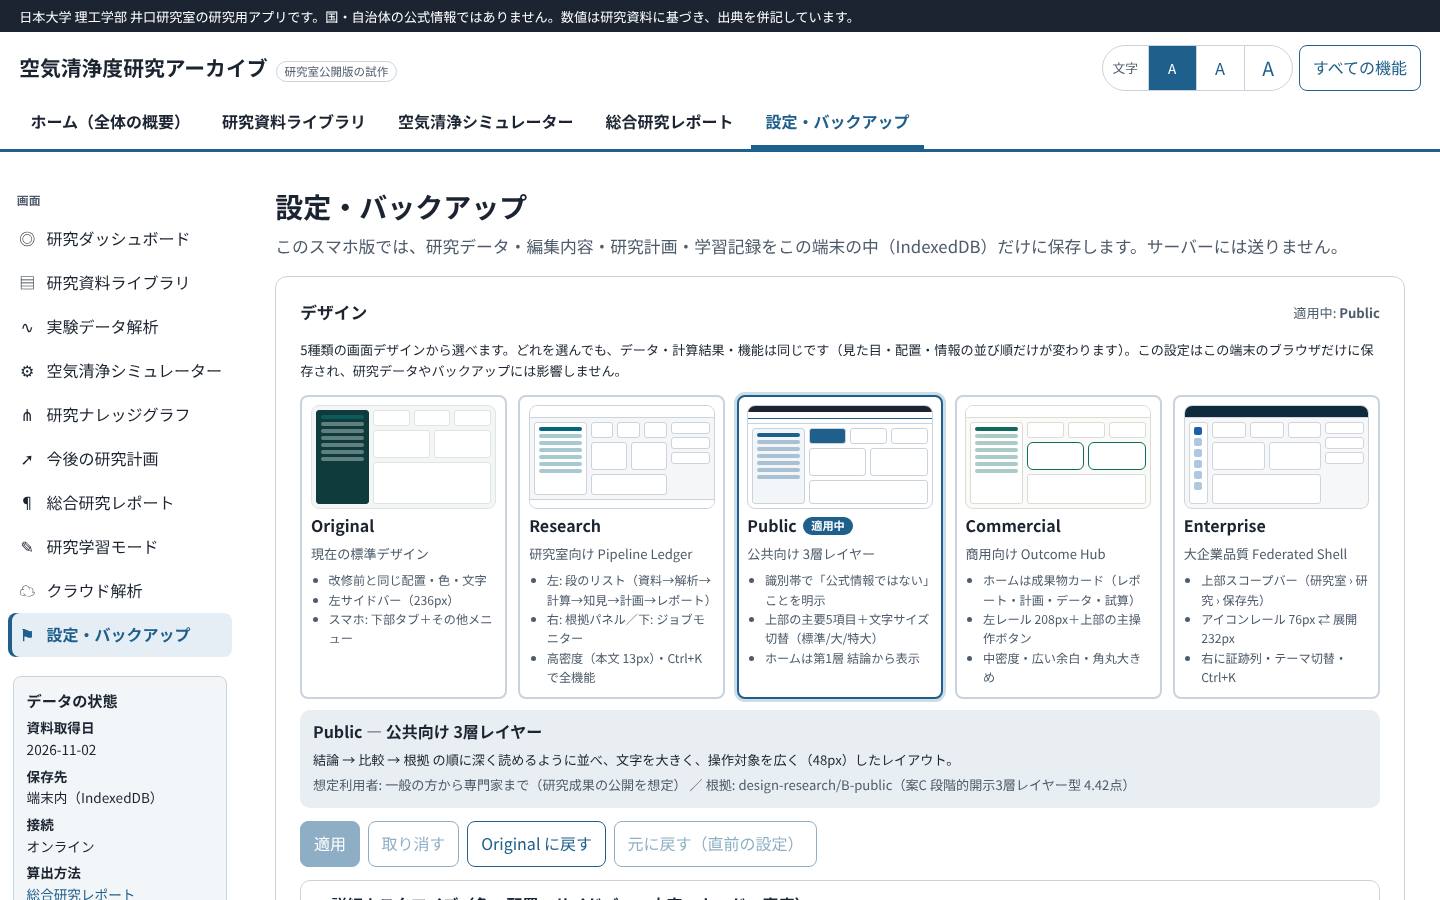 日本大学 理工学部 井口研究室の研究用アプリです。国・自治体の公式情報ではありません。数値は研究資料に基づき、出典を併記しています。
空気清浄度研究アーカイブ 研究室公開版の試作
文字 A A A すべての機能
ホーム（全体の概要） 研究資料ライブラリ 空気清浄シミュレーター 総合研究レポート 設定・バックアップ
画面
◎ 研究ダッシュボード
▤ 研究資料ライブラリ
∿ 実験データ解析
⚙ 空気清浄シミュレーター
⋔ 研究ナレッジグラフ
➚ 今後の研究計画
¶ 総合研究レポート
✎ 研究学習モード
クラウド解析
⚑ 設定・バックアップ
データの状態
資料取得日
2026-11-02
保存先
端末内（IndexedDB）
接続
オンライン
算出方法
総合研究レポート
設定・バックアップ
このスマホ版では、研究データ・編集内容・研究計画・学習記録をこの端末の中（IndexedDB）だけに保存します。サーバーには送りません。
デザイン
適用中: Public
5種類の画面デザインから選べます。どれを選んでも、データ・計算結果・機能は同じです（見た目・配置・情報の並び順だけが変わります）。この設定はこの端末のブラウザだけに保
存され、研究データやバックアップには影響しません。
Original
現在の標準デザイン
• 改修前と同じ配置・色・文字
• 左サイドバー（236px）
• スマホ: 下部タブ＋その他メニ
ュー
Research
研究室向け Pipeline Ledger
• 左: 段のリスト（資料→解析→
計算→知見→計画→レポート）
• 右: 根拠パネル／下: ジョブモ
ニター
• 高密度（本文 13px）・Ctrl+K
で全機能
Public 適用中
公共向け 3層レイヤー
• 識別帯で「公式情報ではない」
ことを明示
• 上部の主要5項目＋文字サイズ
切替（標準/大/特大）
• ホームは第1層 結論から表示
Commercial
商用向け Outcome Hub
• ホームは成果物カード（レポ
ート・計画・データ・試算）
• 左レール 208px＋上部の主操
作ボタン
• 中密度・広い余白・角丸大き
め
Enterprise
大企業品質 Federated Shell
• 上部スコープバー（研究室 › 研
究 › 保存先）
• アイコンレール 76px ⇄ 展開
232px
• 右に証跡列・テーマ切替・
Ctrl+K
Public — 公共向け 3層レイヤー
結論 → 比較 → 根拠 の順に深く読めるように並べ、文字を大きく、操作対象を広く（48px）したレイアウト。
想定利用者: 一般の方から専門家まで（研究成果の公開を想定） ／ 根拠: design-research/B-public（案C 段階的開示3層レイヤー型 4.42点）
適用 取り消す Original に戻す 元に戻す（直前の設定）